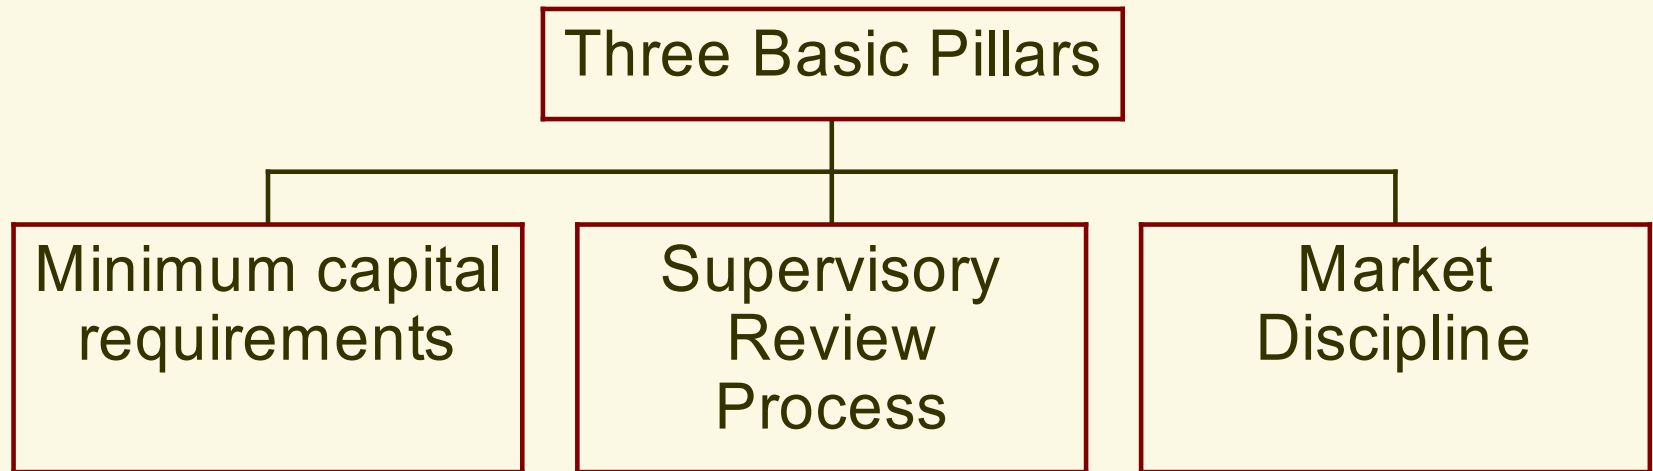 Three Basic Pillars
Minimum capital
requirements
Supervisory
Review
Process
Market
Discipline